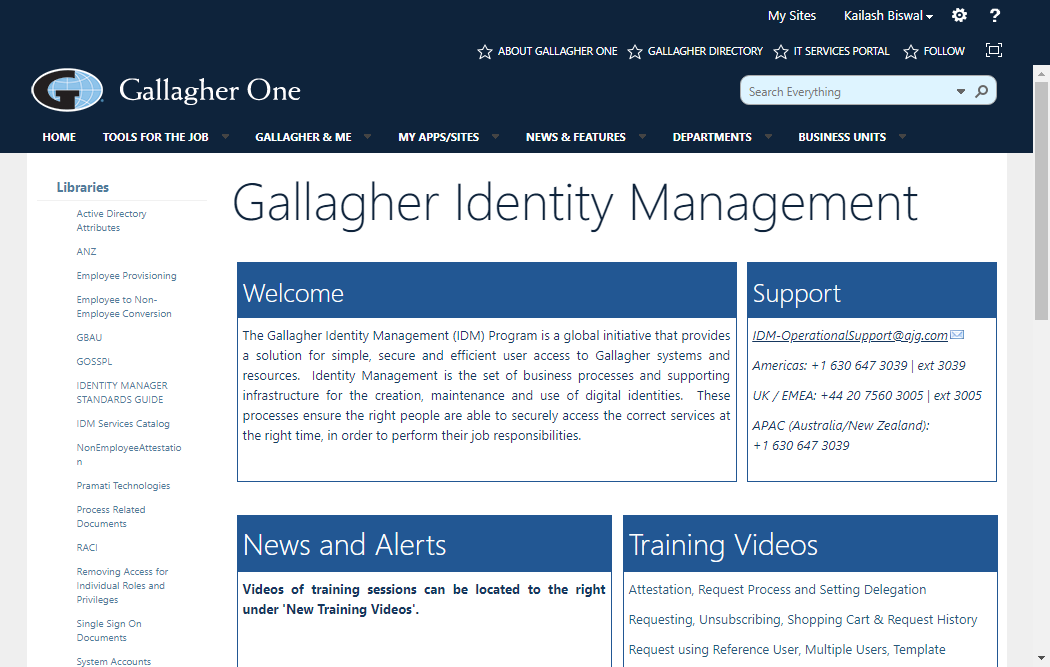 My Sites Kailash Biswal ?
ABOUT GALLAGHER ONE GALLAGHER DIRECTORY IT SERVICES PORTAL FOLLOW
G Gallagher One
Search Everything
HOME TOOLS FOR THE JOB GALLAGHER & ME MY APPS/SITES NEWS & FEATURES DEPARTMENTS BUSINESS UNITS
Libraries
Active Directory
Attributes
ANZ
Employee Provisioning
Employee to Non-
Employee Conversion
GBAU
GOSSPL
IDENTITY MANAGER
STANDARDS GUIDE
IDM Services Catalog
NonEmployeeAttestatio
n
Pramati Technologies
Process Related
Documents
RACI
Removing Access for
Individual Roles and
Privileges
Single Sign On
Documents
System Accounts
Gallagher Identity Management
Welcome
The Gallagher Identity Management (IDM) Program is a global initiative that provides
a solution for simple, secure and efficient user access to Gallagher systems and
resources. Identity Management is the set of business processes and supporting
infrastructure for the creation, maintenance and use of digital identities. These
processes ensure the right people are able to securely access the correct services at
the right time, in order to perform their job responsibilities.
Support
IDM-OperationalSupport@ajg.com
Americas: +1 630 647 3039 | ext 3039
UK / EMEA: +44 20 7560 3005 | ext 3005
APAC (Australia/New Zealand):
+1 630 647 3039
News and Alerts
Videos of training sessions can be located to the right
under 'New Training Videos'.
Training Videos
Attestation, Request Process and Setting Delegation
Requesting, Unsubscribing, Shopping Cart & Request History
Request using Reference User, Multiple Users, Template